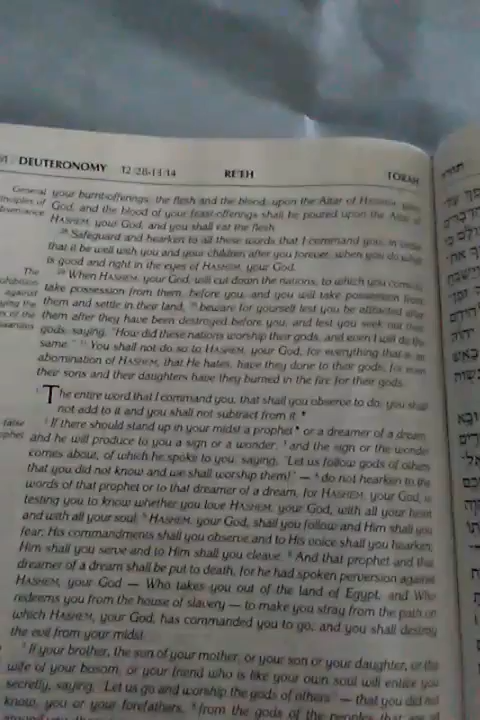 DEUTERONOMY 12:28-13:14 RE'EH TORAH
General your burnt-offerings, the flesh and the blood, upon the Altar of HASHEM, your
God, and the blood of your feast-offerings shall be poured upon the Altar of
HASHEM, your God, and you shall eat the flesh.
28 Safeguard and hearken to all these words that I command you, in order
that it be well with you and your children after you forever, when you do what
is good and right in the eyes of HASHEM, your God.
The 29 When HASHEM, your God, will cut down the nations, to which you come to
against take possession from them, before you, and you will take possession from
them and settle in their land, 30 beware for yourself lest you be attracted after
them after they have been destroyed before you, and lest you seek out their
gods, saying, "How did these nations worship their gods, and even I will do the
same." 31 You shall not do so to HASHEM, your God, for everything that is an
abomination of HASHEM, that He hates, have they done to their gods; for even
their sons and their daughters have they burned in the fire for their gods.
1 The entire word that I command you, that shall you observe to do; you shall
not add to it and you shall not subtract from it.*
false 2 If there should stand up in your midst a prophet* or a dreamer of a dream,
and he will produce to you a sign or a wonder, 3 and the sign or the wonder
comes about, of which he spoke to you, saying, "Let us follow gods of others
that you did not know and we shall worship them!" — 4 do not hearken to the
words of that prophet or to that dreamer of a dream, for HASHEM, your God, is
testing you to know whether you love HASHEM, your God, with all your heart
and with all your soul. 5 HASHEM, your God, shall you follow and Him shall you
fear; His commandments shall you observe and to His voice shall you hearken;
Him shall you serve and to Him shall you cleave. 6 And that prophet and that
dreamer of a dream shall be put to death, for he had spoken perversion against
HASHEM, your God — Who takes you out of the land of Egypt, and Who
redeems you from the house of slavery — to make you stray from the path on
which HASHEM, your God, has commanded you to go; and you shall destroy
the evil from your midst.
7 If your brother, the son of your mother, or your son or your daughter, or the
wife of your bosom, or your friend who is like your own soul will entice you
secretly, saying, "Let us go and worship the gods of others" — that you did not
know, you or your forefathers, 8 from the gods of the peoples that